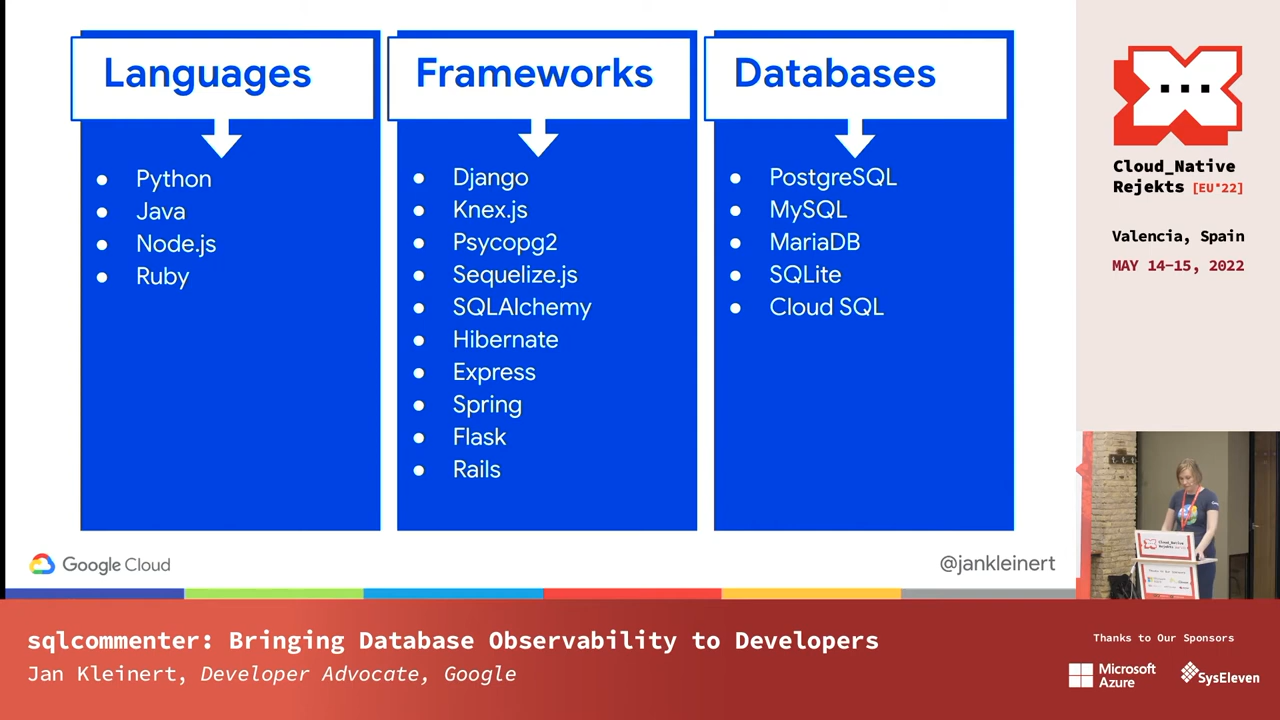 Languages
Python
Java
Node.js
Ruby
Frameworks
Django
Knex.js
Psycopg2
Sequelize.js
SQLAlchemy
Hibernate
Express
Spring
Flask
Rails
Databases
PostgreSQL
MySQL
MariaDB
SQLite
Cloud SQL
Google Cloud
@jankleinert
Cloud_Native
Rejekts [EU*22]
Valencia, Spain
MAY 14-15, 2022
Cloud_Native
sqlcommenter: Bringing Database Observability to Developers
Jan Kleinert, Developer Advocate, Google
Thanks to Our Sponsors
Microsoft
Azure
SysEleven